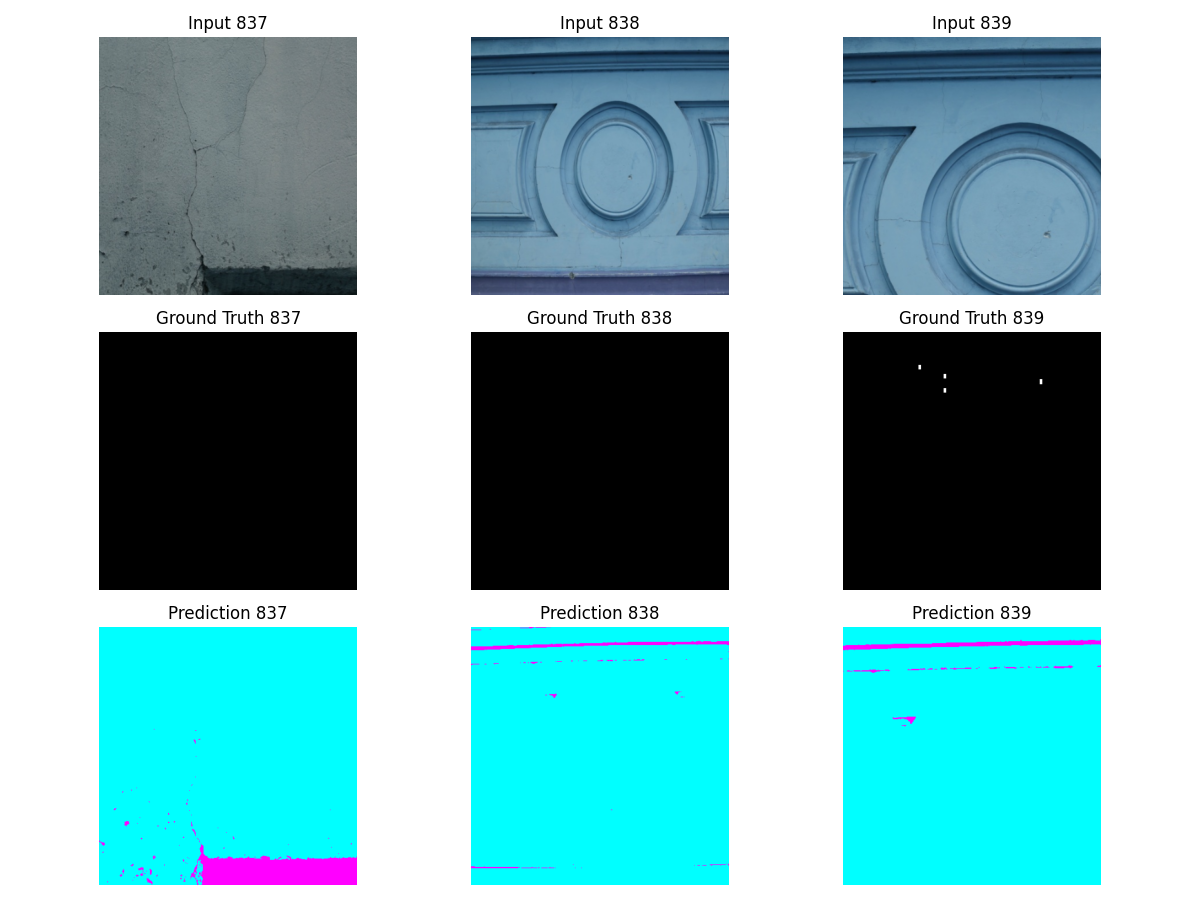 Input 837
Input 838
Input 839
Ground Truth 837
Ground Truth 838
Ground Truth 839
Prediction 837
Prediction 838
Prediction 839